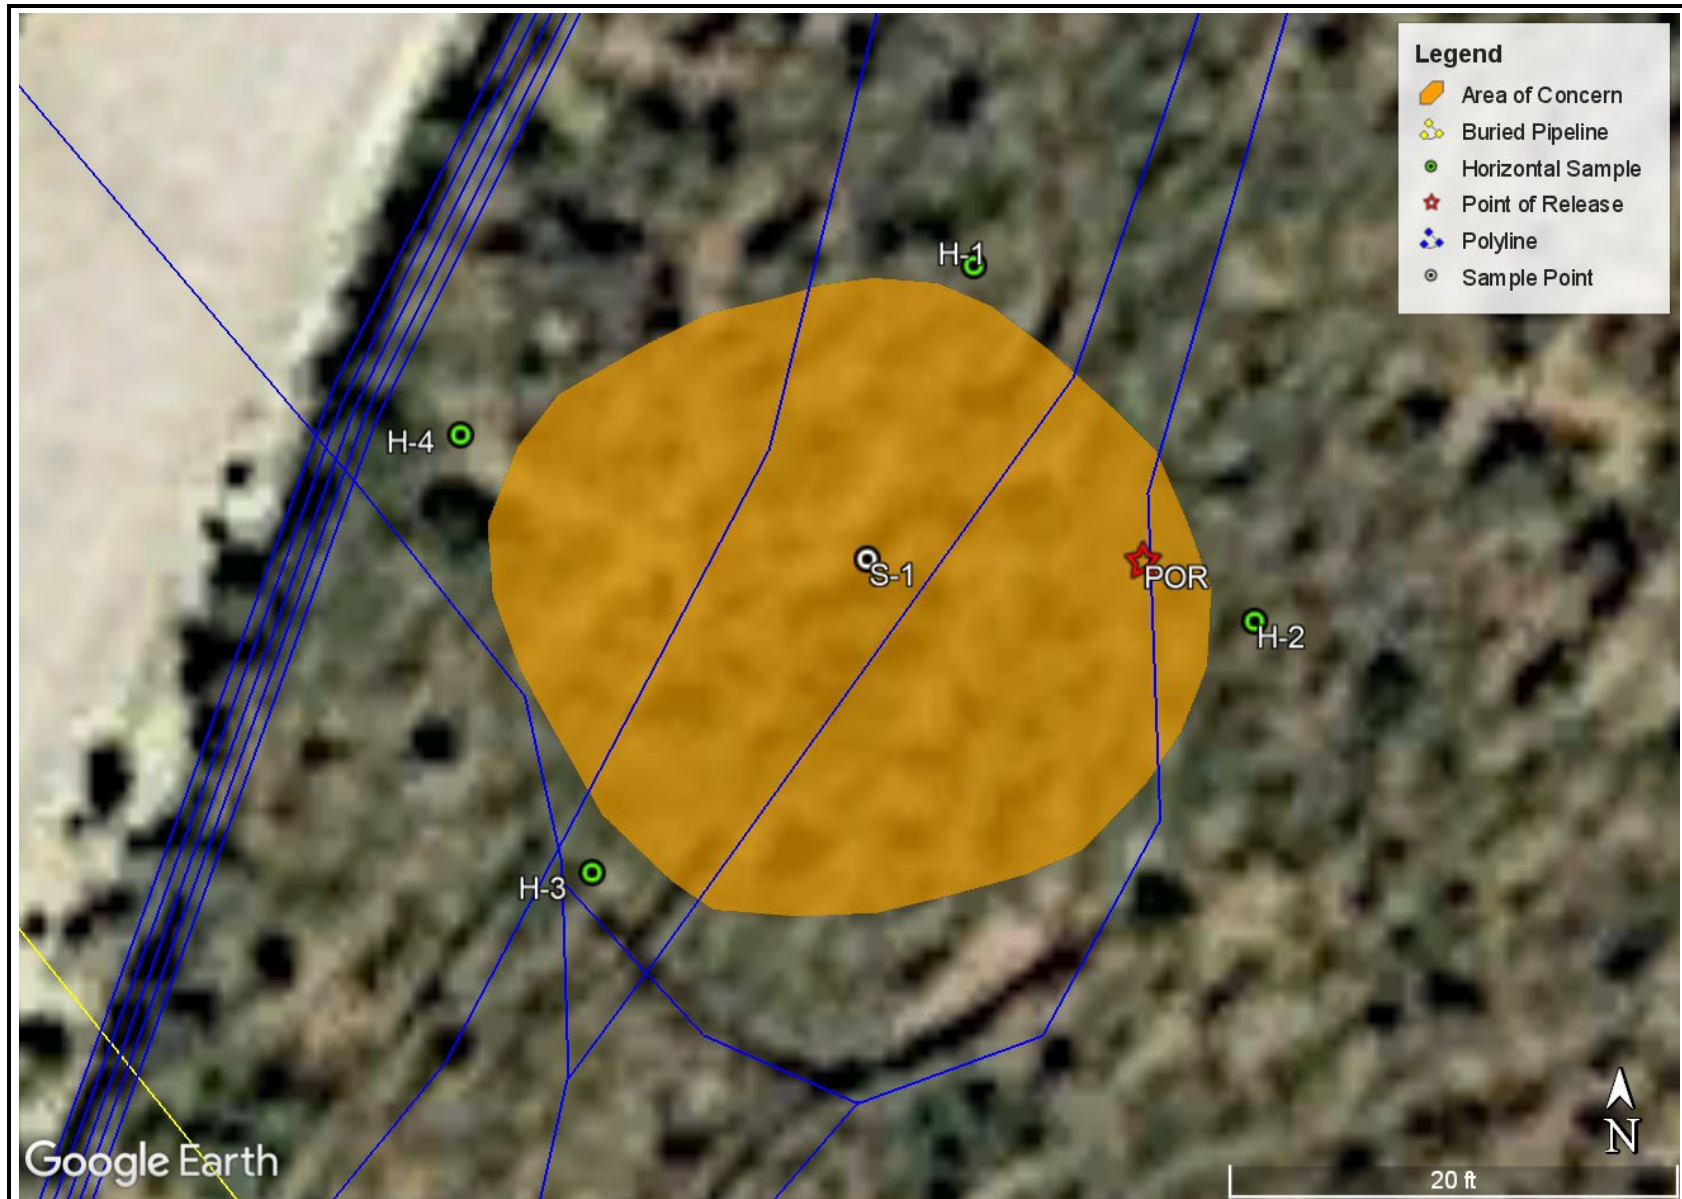 Legend
Area of Concern
Buried Pipeline
Horizontal Sample
Point of Release
Polyline
Sample Point
H-1
H-4
S-1
POR
H-2
H-3
N
Google Earth
20 ft